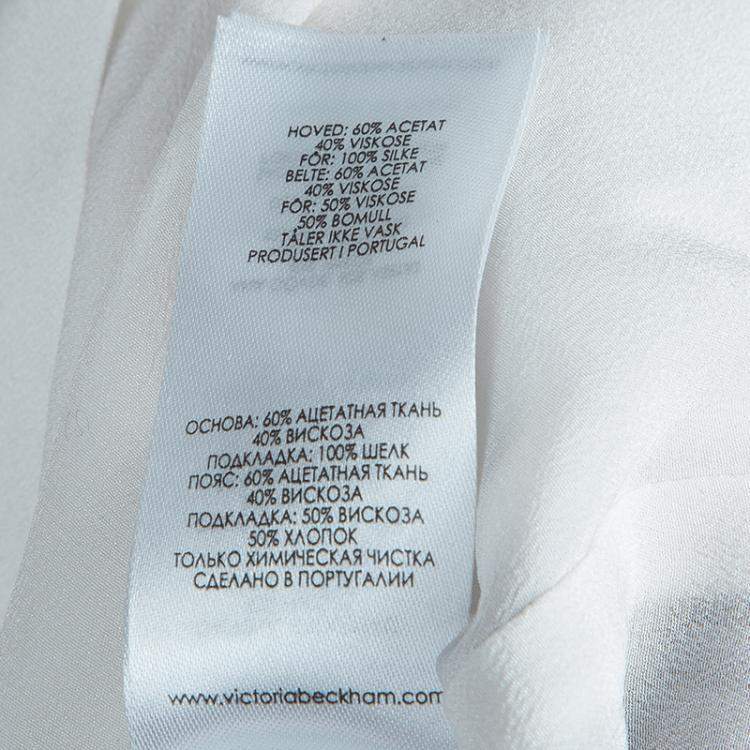 HOVED: 60% ACETAT
40% VISKOSE
FÔR: 100% SILKE
BELTE: 60% ACETAT
40% VISKOSE
FÔR: 50% VISKOSE
50% BOMULL
TÅLER IKKE VASK
PRODUSERT I PORTUGAL
ОСНОВА: 60% АЦЕТАТНАЯ ТКАНЬ
40% ВИСКОЗА
ПОДКЛАДКА: 100% ШЕЛК
ПОЯС: 60% АЦЕТАТНАЯ ТКАНЬ
40% ВИСКОЗА
ПОДКЛАДКА: 50% ВИСКОЗА
50% ХЛОПОК
ТОЛЬКО ХИМИЧЕСКАЯ ЧИСТКА
СДЕЛАНО В ПОРТУГАЛИИ
www.victoriabeckham.com